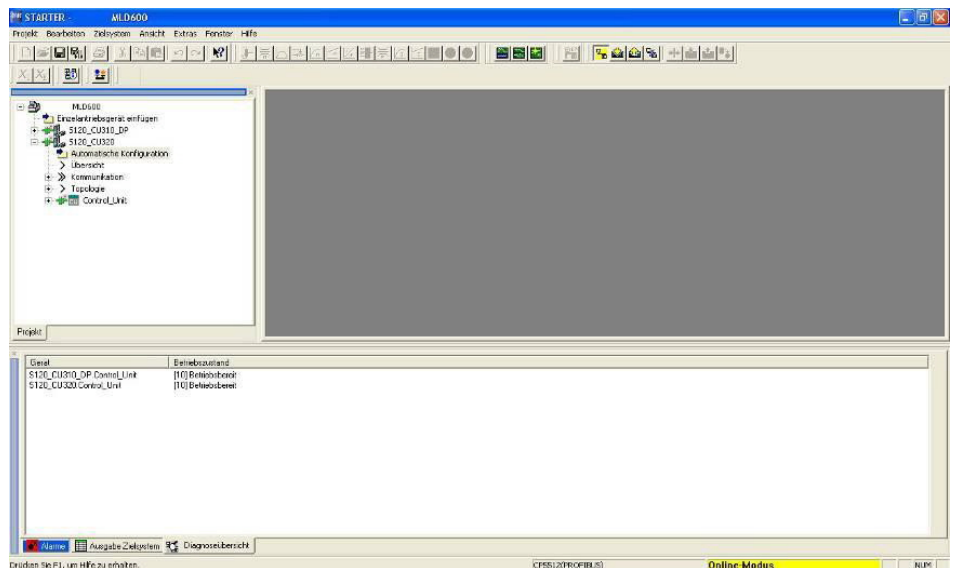 STARTER - MLD600
Projekt Bearbeiten Zielsystem Ansicht Extras Fenster Hilfe
MLD600
Einzelantriebsgerät einfügen
S120_CU310_DP
S120_CU320
Automatische Konfiguration
Übersicht
Kommunikation
Topologie
Control_Unit
Projekt
Gerät Betriebszustand
S120_CU310_DP.Control_Unit [10] Betriebsbereit
S120_CU320.Control_Unit [10] Betriebsbereit
Alarme Ausgabe Zielsystem Diagnoseübersicht
Drücken Sie F1, um Hilfe zu erhalten. CP5512(PROFIBUS) Online-Modus NUM